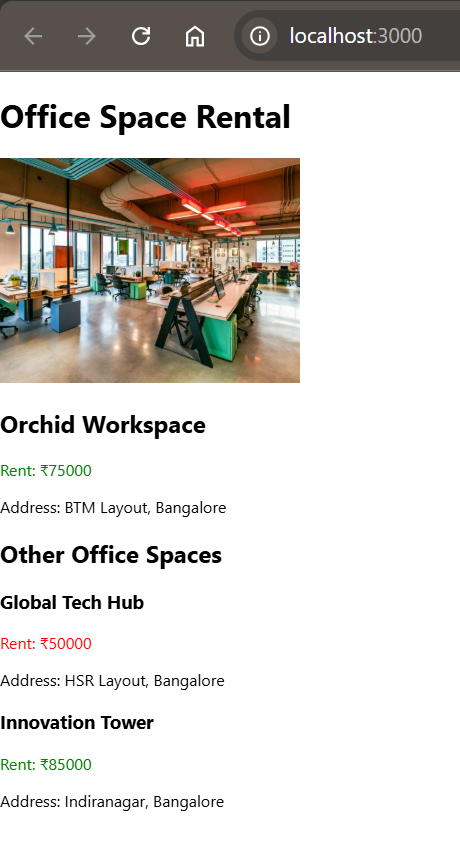 localhost:3000
Office Space Rental
Orchid Workspace
Rent: ₹75000
Address: BTM Layout, Bangalore
Other Office Spaces
Global Tech Hub
Rent: ₹50000
Address: HSR Layout, Bangalore
Innovation Tower
Rent: ₹85000
Address: Indiranagar, Bangalore